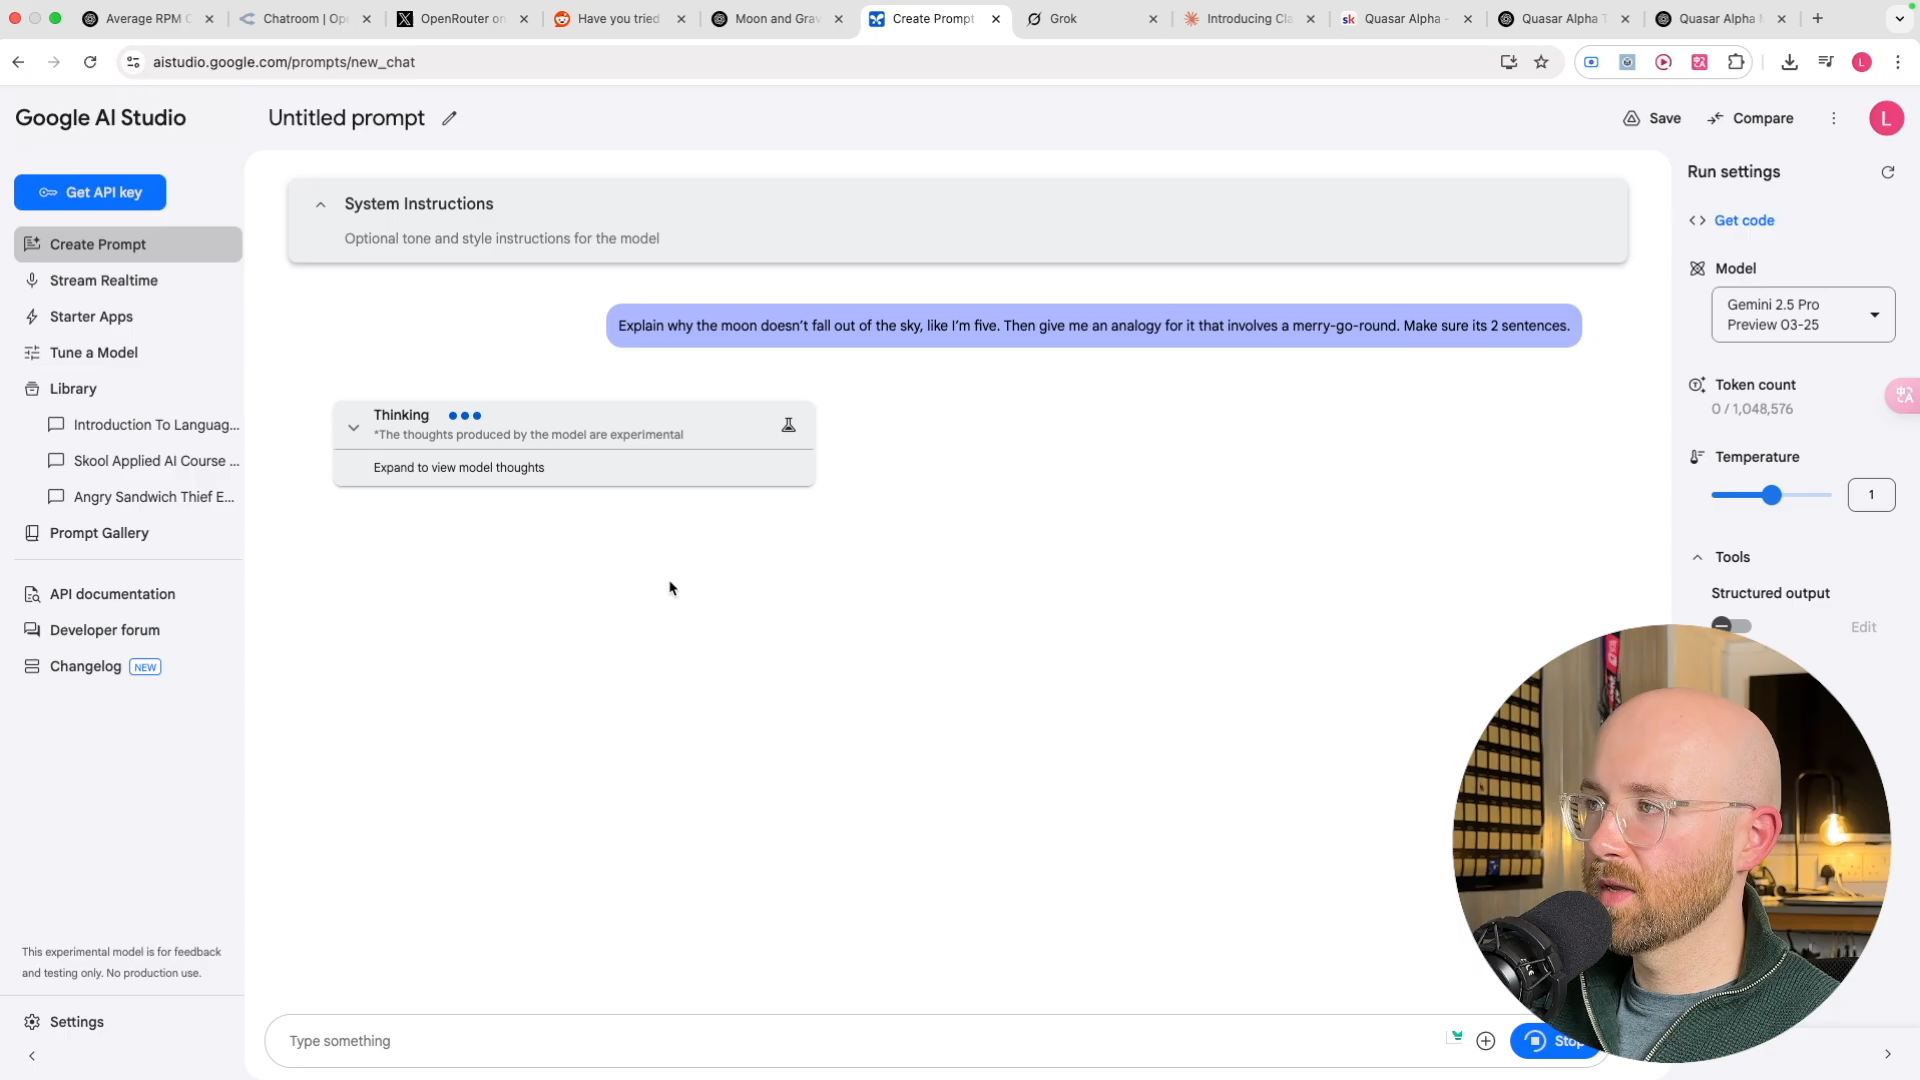 Average RPM
Chatroom | Op
OpenRouter on
Have you tried
Moon and Grav
Create Prompt
Grok
Introducing Cla
sk
Quasar Alpha -
Quasar Alpha T
Quasar Alpha
aistudio.google.com/prompts/new_chat
L
Google AI Studio
Untitled prompt
Save
Compare
L
Get API key
Create Prompt
Stream Realtime
Starter Apps
Tune a Model
Library
Introduction To Languag...
Skool Applied AI Course ...
Angry Sandwich Thief E...
Prompt Gallery
API documentation
Developer forum
Changelog NEW
This experimental model is for feedback
and testing only. No production use.
Settings
System Instructions
Optional tone and style instructions for the model
Explain why the moon doesn’t fall out of the sky, like I’m five. Then give me an analogy for it that involves a merry-go-round. Make sure its 2 sentences.
Thinking
*The thoughts produced by the model are experimental
Expand to view model thoughts
Type something
Stop
Run settings
Get code
Model
Gemini 2.5 Pro
Preview 03-25
Token count
0 / 1,048,576
Temperature
1
Tools
Structured output
Edit